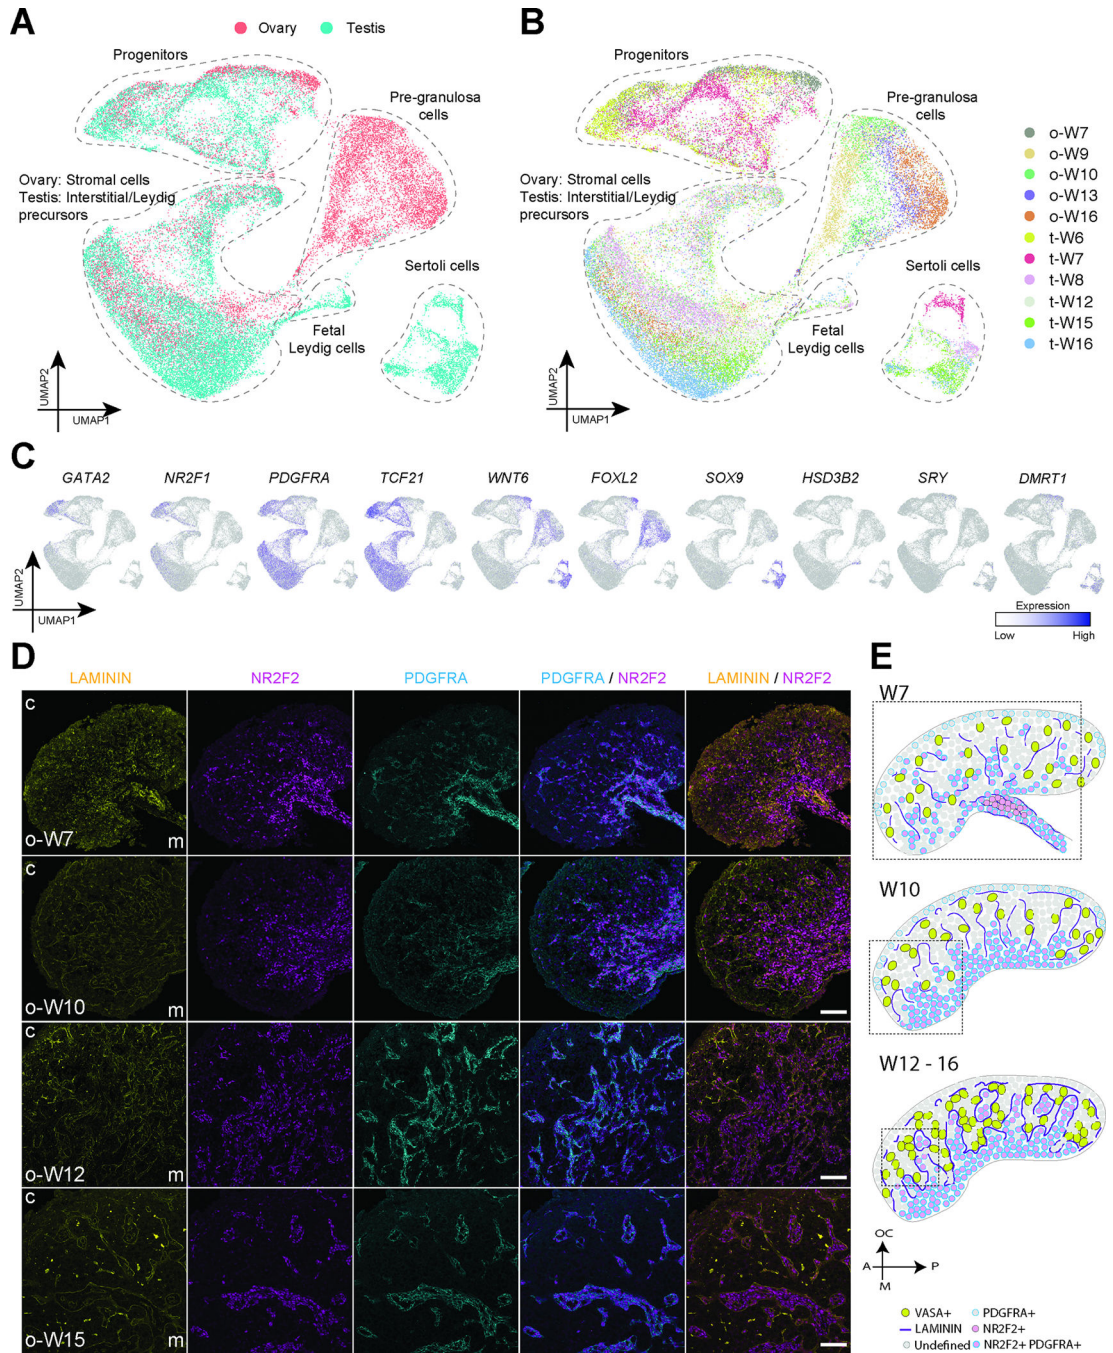 A
Ovary
Testis
Progenitors
Pre-granulosa
cells
Ovary: Stromal cells
Testis: Interstitial/Leydig
precursors
Sertoli cells
Fetal
Leydig cells
UMAP2
UMAP1
B
Progenitors
Pre-granulosa
cells
Ovary: Stromal cells
Testis: Interstitial/Leydig
precursors
Sertoli cells
Fetal
Leydig cells
UMAP2
UMAP1
o-W7
o-W9
o-W10
o-W13
o-W16
t-W6
t-W7
t-W8
t-W12
t-W15
t-W16
C
GATA2
NR2F1
PDGFRA
TCF21
WNT6
FOXL2
SOX9
HSD3B2
SRY
DMRT1
UMAP2
UMAP1
Expression
Low
High
D
LAMININ
NR2F2
PDGFRA
PDGFRA / NR2F2
LAMININ / NR2F2
c
o-W7
m
c
o-W10
m
c
o-W12
m
c
o-W15
m
E
W7
W10
W12 - 16
OC
A
P
M
VASA+
PDGFRA+
LAMININ
NR2F2+
Undefined
NR2F2+ PDGFRA+